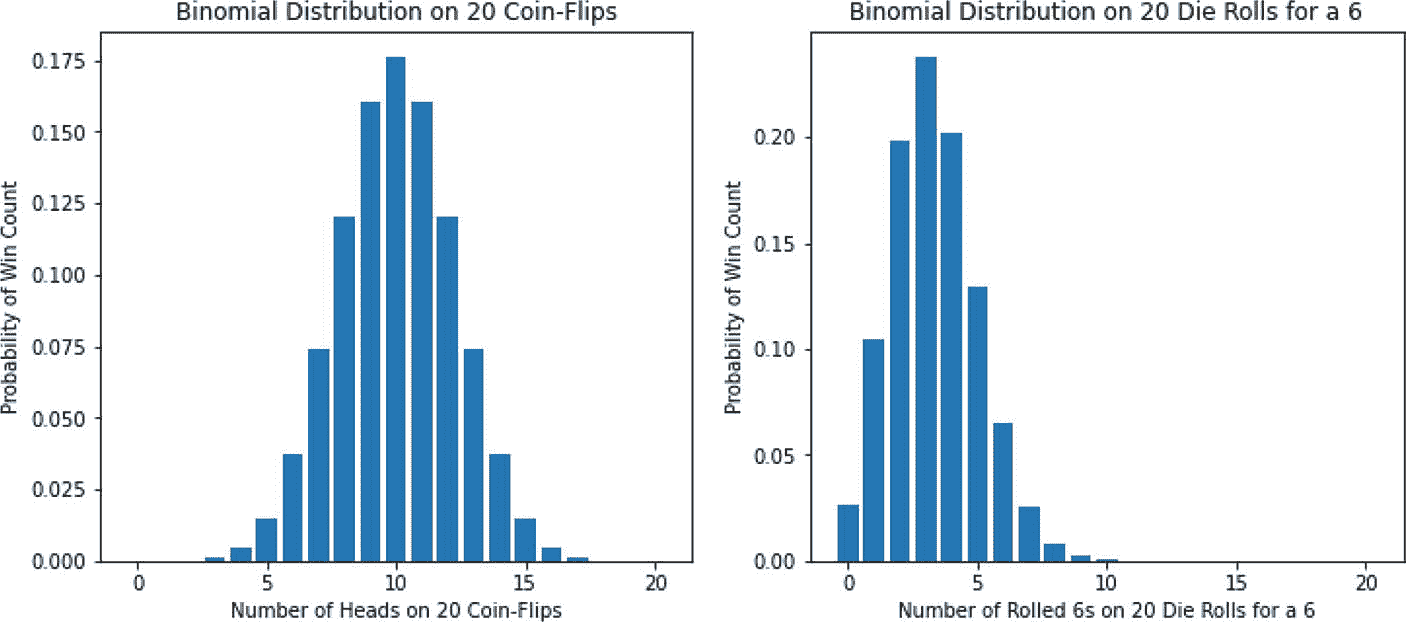 Binomial Distribution on 20 Coin-Flips
Probability of Win Count
0.175
0.150
0.125
0.100
0.075
0.050
0.025
0.000
0 5 10 15 20
Number of Heads on 20 Coin-Flips
Binomial Distribution on 20 Die Rolls for a 6
Probability of Win Count
0.20
0.15
0.10
0.05
0.00
0 5 10 15 20
Number of Rolled 6s on 20 Die Rolls for a 6